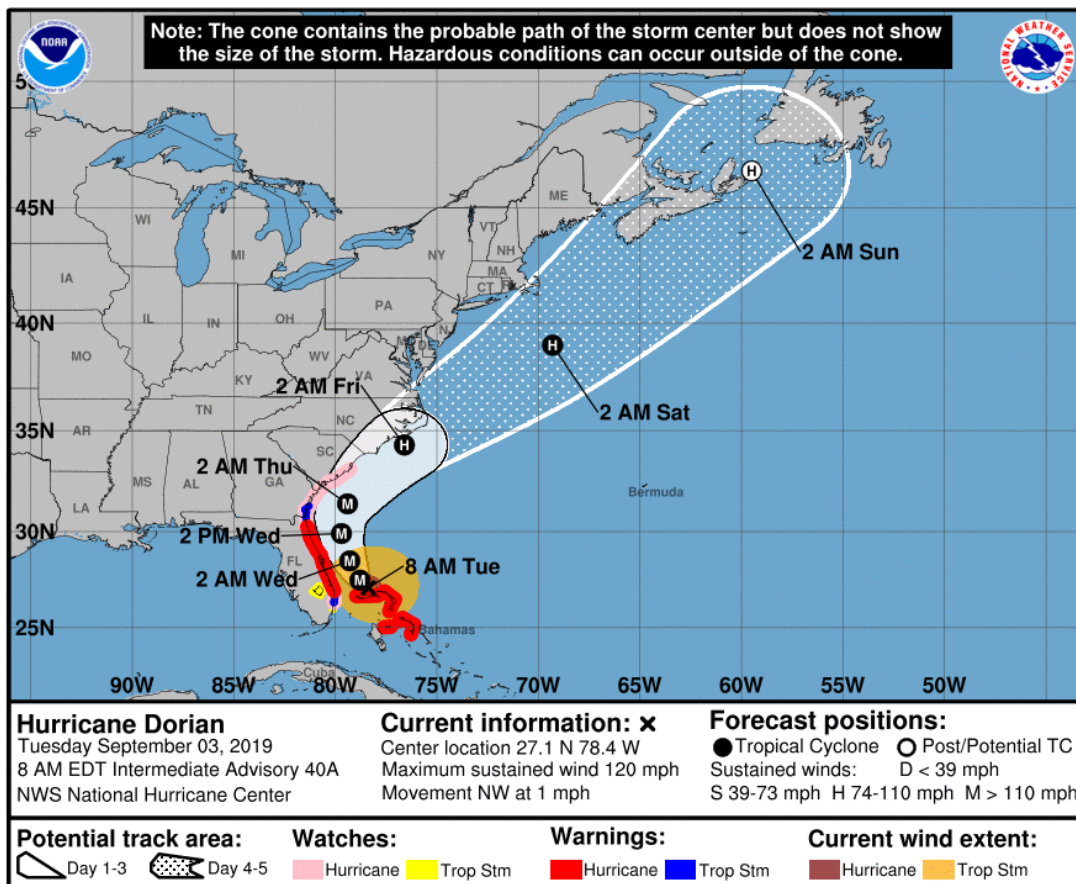 Note: The cone contains the probable path of the storm center but does not show
the size of the storm. Hazardous conditions can occur outside of the cone.
NOAA
NATIONAL WEATHER SERVICE
45N
40N
35N
30N
25N
90W 85W 80W 75W 70W 65W 60W 55W 50W
ME
VT
NH
MA
CT
NY
WI
MI
IA
PA
IL
IN
OH
MO
WV
VA
KY
TN
NC
AR
SC
MS
AL
GA
LA
FL
Bermuda
Bahamas
Cuba
H
2 AM Sun
H
2 AM Sat
2 AM Fri
H
2 AM Thu
M
2 PM Wed
M
2 AM Wed
M
M
8 AM Tue
D
Hurricane Dorian
Tuesday September 03, 2019
8 AM EDT Intermediate Advisory 40A
NWS National Hurricane Center
Current information: ×
Center location 27.1 N 78.4 W
Maximum sustained wind 120 mph
Movement NW at 1 mph
Forecast positions:
Tropical Cyclone Post/Potential TC
Sustained winds: D < 39 mph
S 39-73 mph H 74-110 mph M > 110 mph
Potential track area:
Day 1-3 Day 4-5
Watches:
Hurricane Trop Stm
Warnings:
Hurricane Trop Stm
Current wind extent:
Hurricane Trop Stm